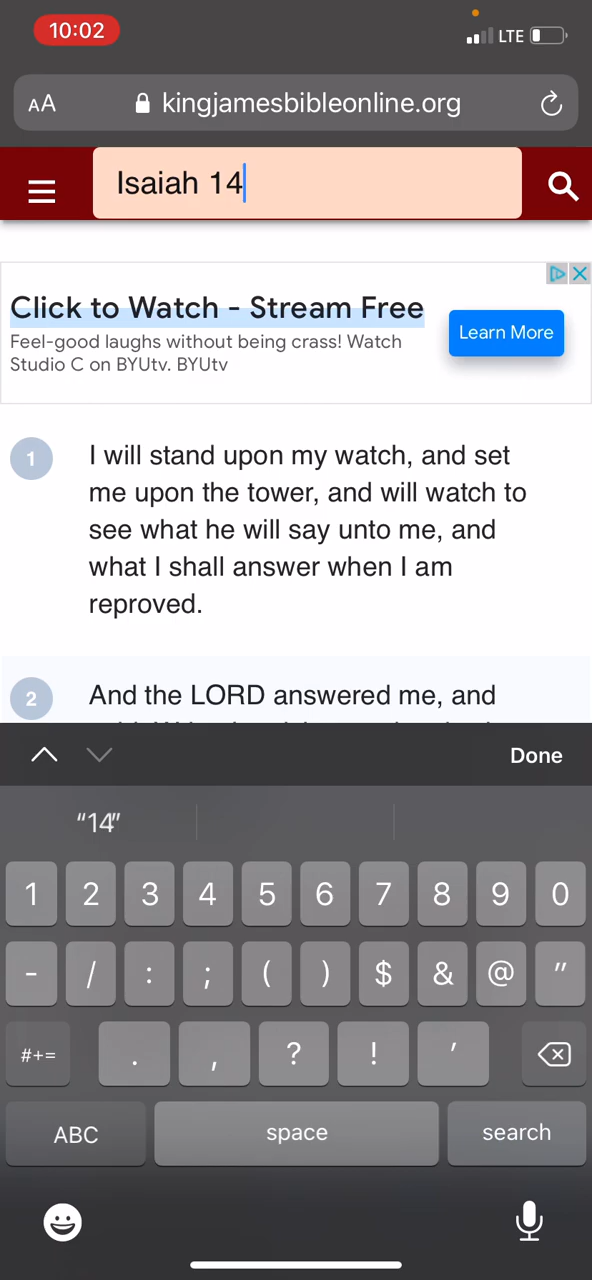 10:02
LTE
AA kingjamesbibleonline.org
Isaiah 14
Click to Watch - Stream Free
Feel-good laughs without being crass! Watch
Studio C on BYUtv. BYUtv
Learn More
1 I will stand upon my watch, and set
me upon the tower, and will watch to
see what he will say unto me, and
what I shall answer when I am
reproved.
2 And the LORD answered me, and
Done
“14”
1 2 3 4 5 6 7 8 9 0
- / : ; ( ) $ & @ "
#+= . , ? ! '
ABC space search